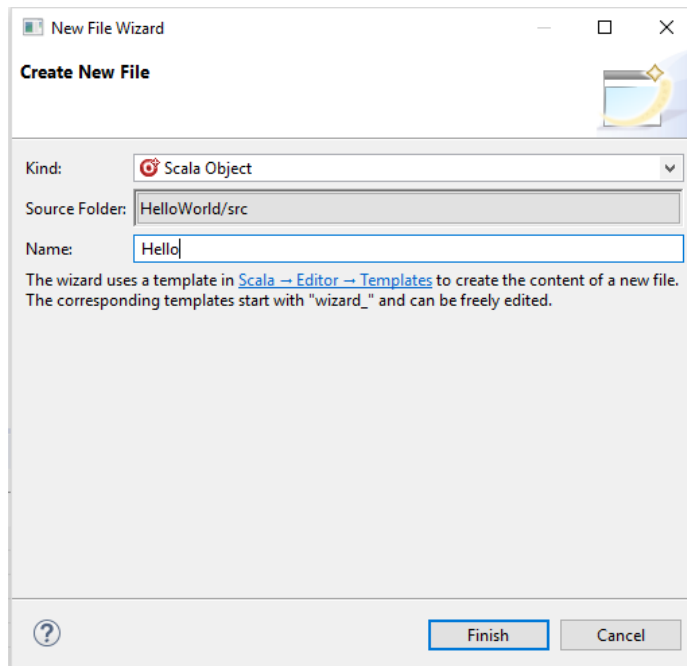 New File Wizard
Create New File
Kind: Scala Object
Source Folder: HelloWorld/src
Name: Hello
The wizard uses a template in Scala → Editor → Templates to create the content of a new file.
The corresponding templates start with "wizard_" and can be freely edited.
?
Finish Cancel